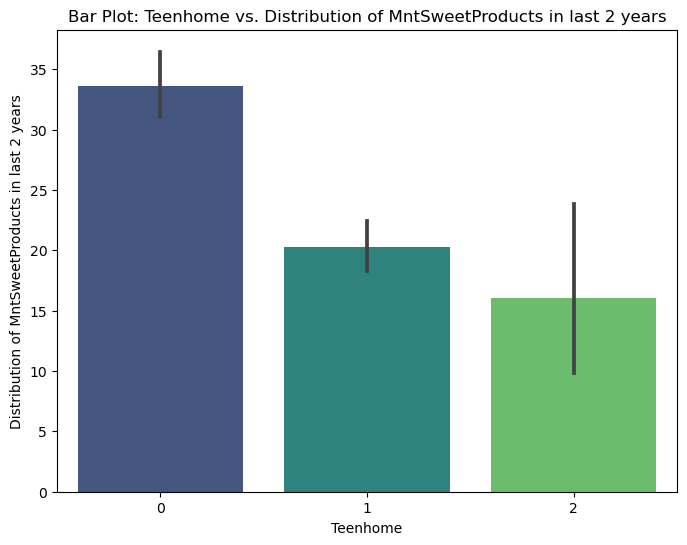 Bar Plot: Teenhome vs. Distribution of MntSweetProducts in last 2 years
Distribution of MntSweetProducts in last 2 years
35
30
25
20
15
10
5
0
0 1 2
Teenhome